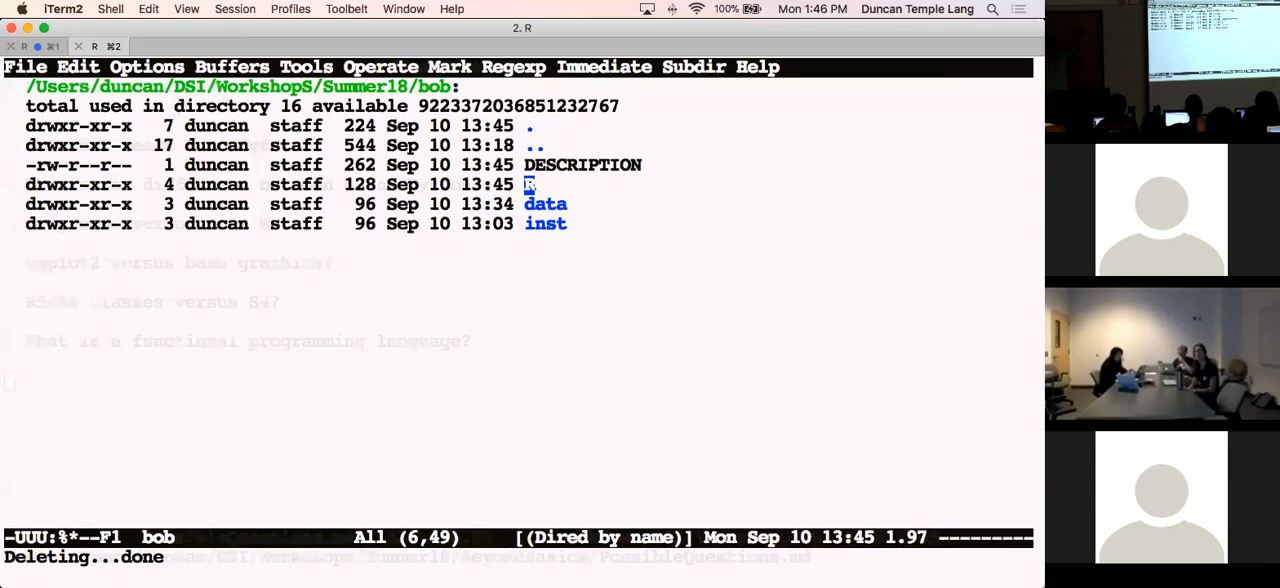 iTerm2 Shell Edit View Session Profiles Toolbelt Window Help 100% Mon 1:46 PM Duncan Temple Lang
2. R
R ⌘1 R ⌘2
File Edit Options Buffers Tools Operate Mark Regexp Immediate Subdir Help
/Users/duncan/DSI/WorkshopS/Summer18/bob:
total used in directory 16 available 9223372036851232767
drwxr-xr-x 7 duncan staff 224 Sep 10 13:45 .
drwxr-xr-x 17 duncan staff 544 Sep 10 13:18 ..
-rw-r--r-- 1 duncan staff 262 Sep 10 13:45 DESCRIPTION
drwxr-xr-x 4 duncan staff 128 Sep 10 13:45 R
drwxr-xr-x 3 duncan staff 96 Sep 10 13:34 data
drwxr-xr-x 3 duncan staff 96 Sep 10 13:03 inst
ggplot2 versus base graphics?
classes versus S4?
What is a functional programming language?
-UUU:%*--F1 bob All (6,49) [(Dired by name)] Mon Sep 10 13:45 1.97 ---------
Deleting...done /DSI/WorkshopS/Summer18/BeyondBasics/PossibleQuestions.md